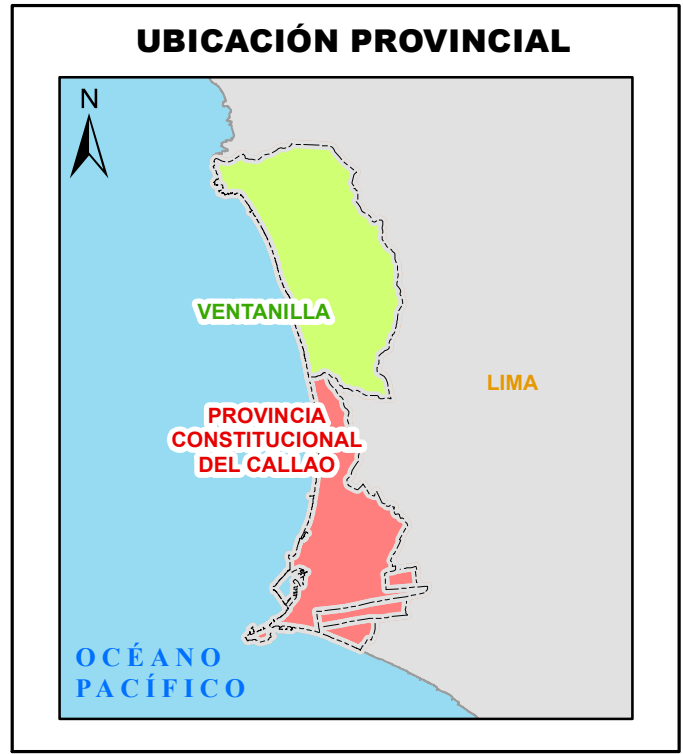 UBICACIÓN PROVINCIAL
N
VENTANILLA
LIMA
PROVINCIA
CONSTITUCIONAL
DEL CALLAO
OCÉANO
PACÍFICO